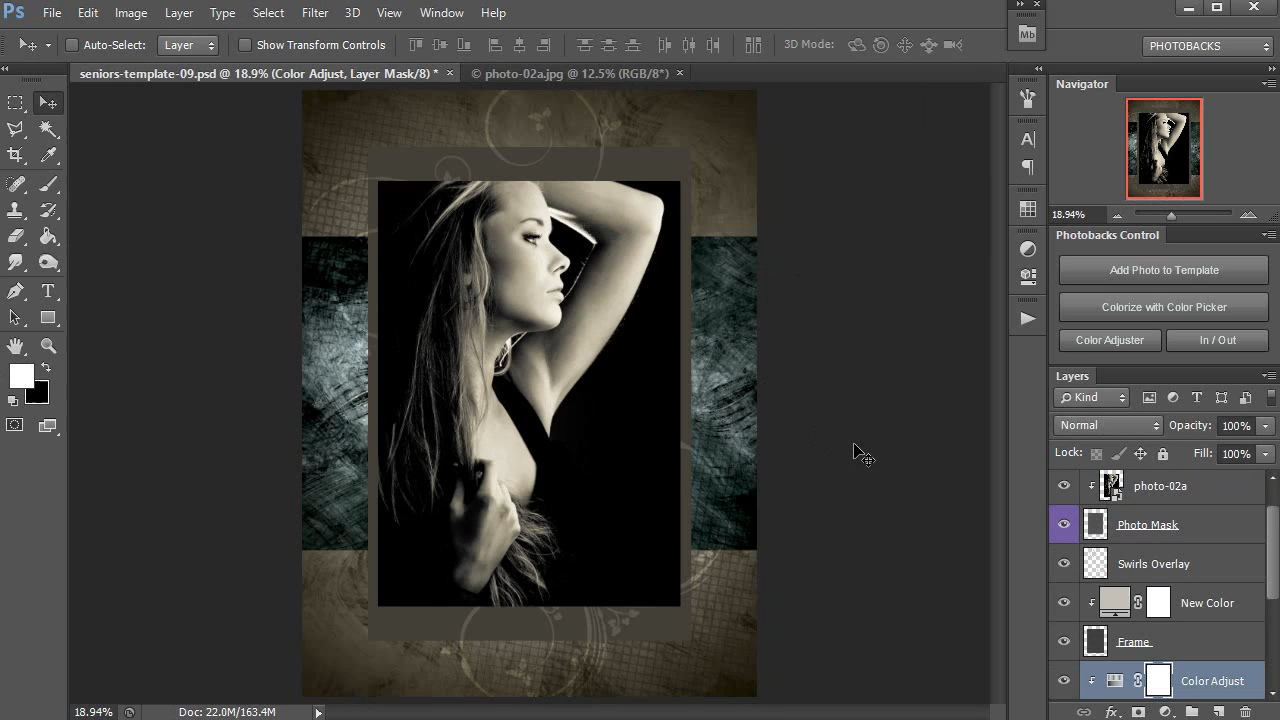 Ps File Edit Image Layer Type Select Filter 3D View Window Help
Mb
Auto-Select: Layer Show Transform Controls 3D Mode: PHOTOBACKS
seniors-template-09.psd @ 18.9% (Color Adjust, Layer Mask/8) * × © photo-02a.jpg @ 12.5% (RGB/8*) ×
Navigator
18.94%
Photobacks Control
Add Photo to Template
Colorize with Color Picker
Color Adjuster In / Out
Layers
Kind
Normal Opacity: 100%
Lock: Fill: 100%
photo-02a
Photo Mask
Swirls Overlay
New Color
Frame
Color Adjust
18.94% Doc: 22.0M/163.4M